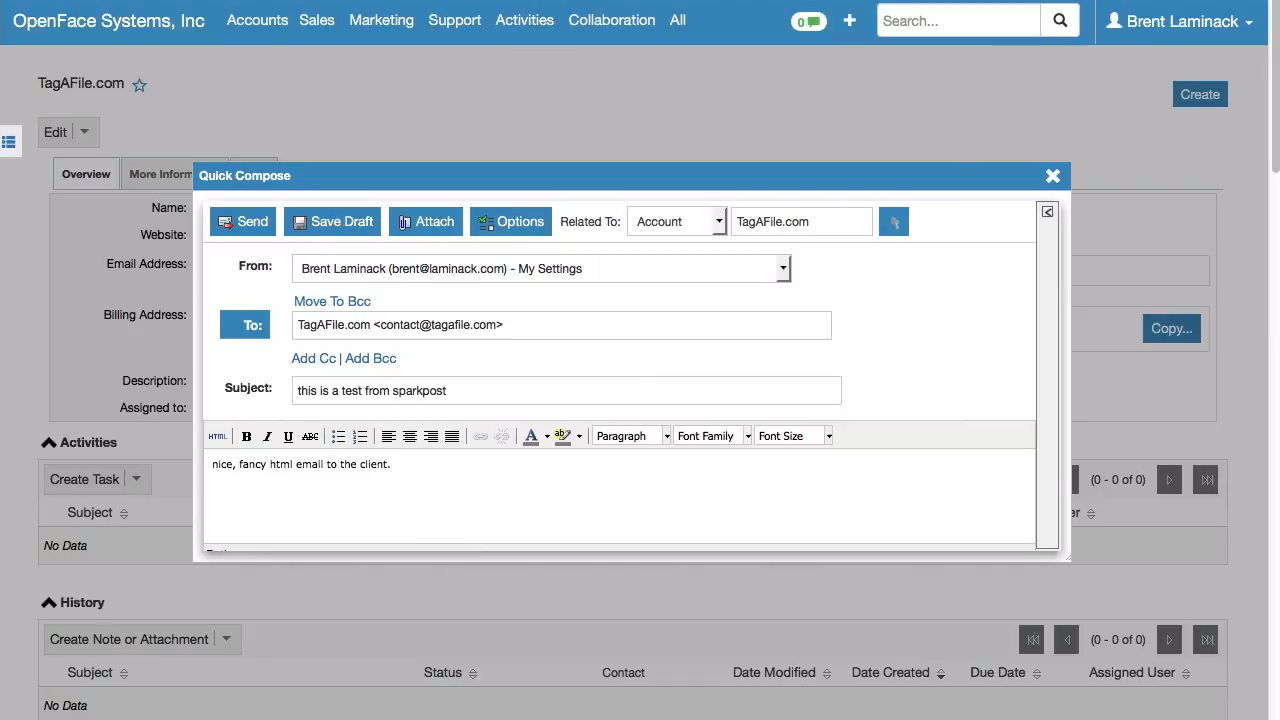 OpenFace Systems, Inc Accounts Sales Marketing Support Activities Collaboration All 0 Search... Brent Laminack
TagAFile.com
Create
Edit
Overview More Inform
Quick Compose
Name:
Website:
Email Address:
Billing Address:
Copy...
Description:
Assigned to:
Send Save Draft Attach Options Related To: Account TagAFile.com
From: Brent Laminack (brent@laminack.com) - My Settings
Move To Bcc
To: TagAFile.com <contact@tagafile.com>
Add Cc | Add Bcc
Subject: this is a test from sparkpost
HTML B I U ABC A ab Paragraph Font Family Font Size
nice, fancy html email to the client.
Activities
Create Task (0 - 0 of 0)
Subject er
No Data
History
Create Note or Attachment (0 - 0 of 0)
Subject Status Contact Date Modified Date Created Due Date Assigned User
No Data